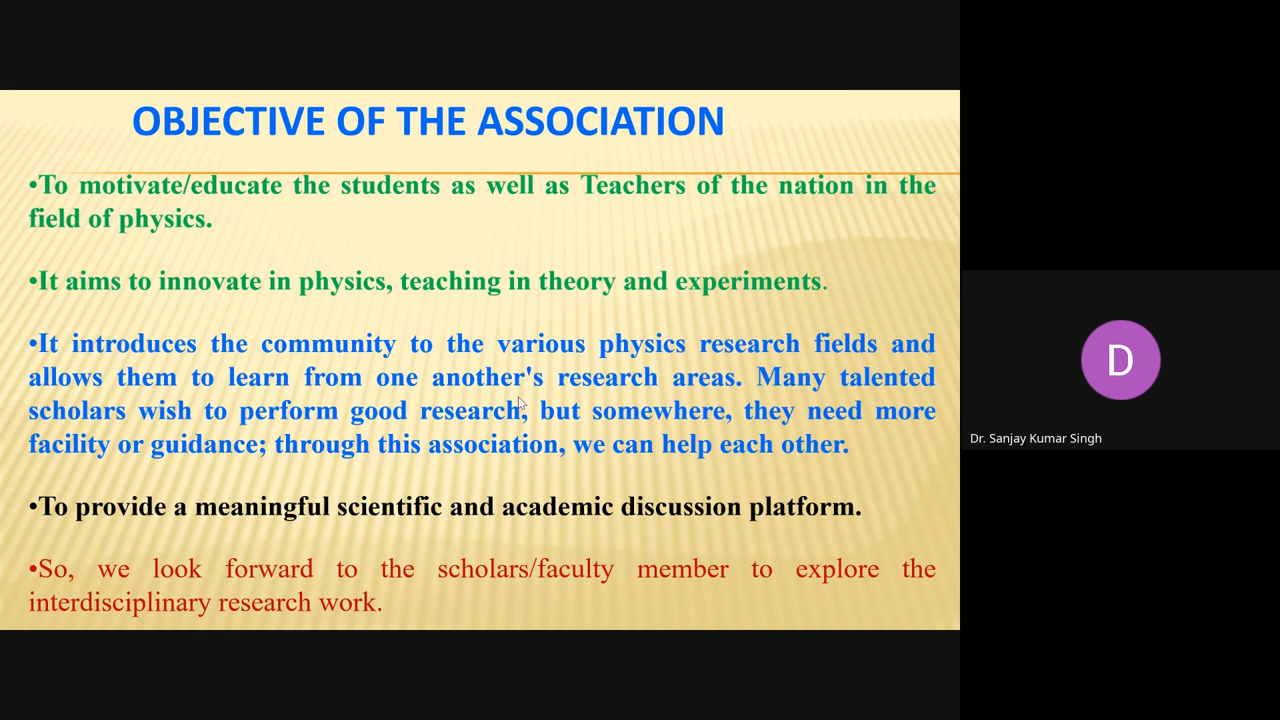 OBJECTIVE OF THE ASSOCIATION
•To motivate/educate the students as well as Teachers of the nation in the
field of physics.
•It aims to innovate in physics, teaching in theory and experiments.
•It introduces the community to the various physics research fields and
allows them to learn from one another's research areas. Many talented
scholars wish to perform good research, but somewhere, they need more
facility or guidance; through this association, we can help each other.
•To provide a meaningful scientific and academic discussion platform.
•So, we look forward to the scholars/faculty member to explore the
interdisciplinary research work.
D
Dr. Sanjay Kumar Singh